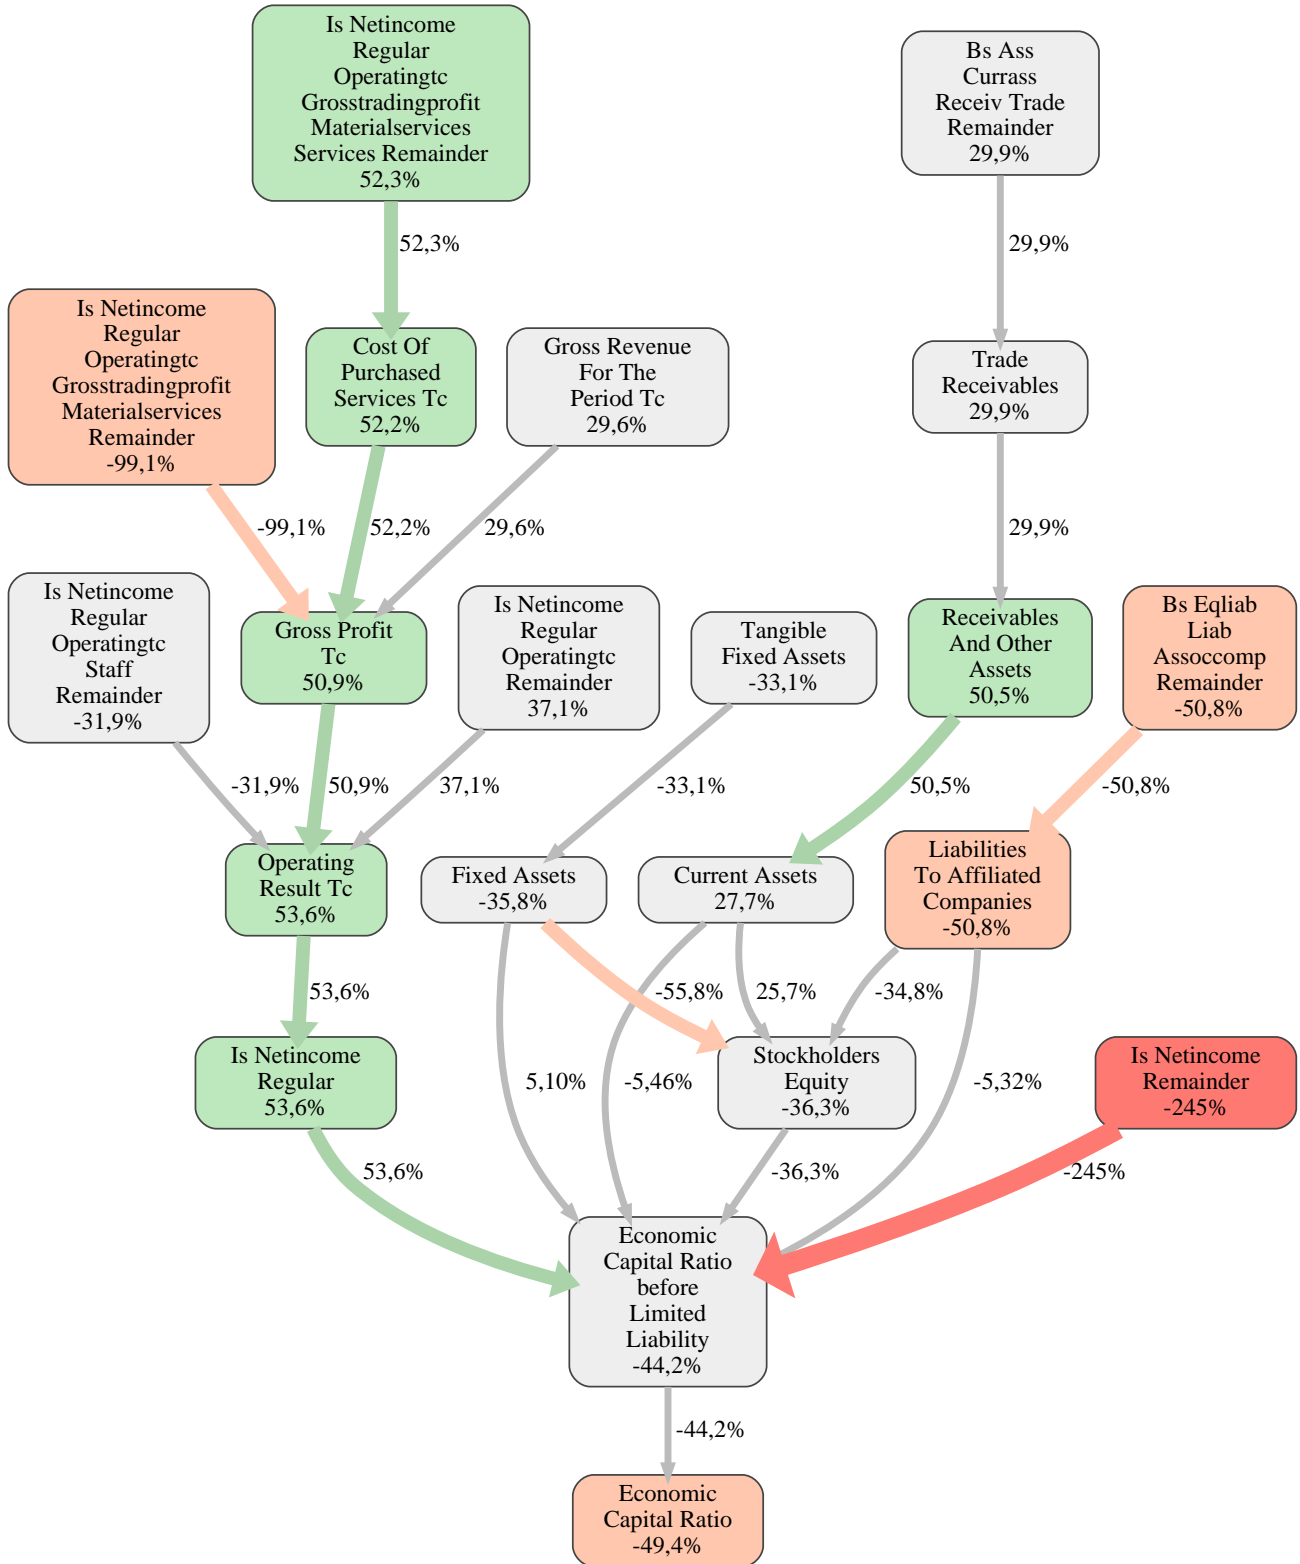 Is Netincome
Regular
Operatingtc
Grosstradingprofit
Materialservices
Services Remainder
52,3%
Bs Ass
Currass
Receiv Trade
Remainder
29,9%
52,3%
29,9%
Is Netincome
Regular
Operatingtc
Grosstradingprofit
Materialservices
Remainder
-99,1%
Cost Of
Purchased
Services Tc
52,2%
Gross Revenue
For The
Period Tc
29,6%
Trade
Receivables
29,9%
-99,1%
52,2%
29,6%
29,9%
Is Netincome
Regular
Operatingtc
Staff
Remainder
-31,9%
Gross Profit
Tc
50,9%
Is Netincome
Regular
Operatingtc
Remainder
37,1%
Tangible
Fixed Assets
-33,1%
Receivables
And Other
Assets
50,5%
Bs Eqliab
Liab
Assoccomp
Remainder
-50,8%
-31,9%
50,9%
37,1%
-33,1%
50,5%
-50,8%
Operating
Result Tc
53,6%
Fixed Assets
-35,8%
Current Assets
27,7%
Liabilities
To Affiliated
Companies
-50,8%
53,6%
-55,8%
25,7%
-34,8%
Is Netincome
Regular
53,6%
5,10%
-5,46%
Stockholders
Equity
-36,3%
-5,32%
Is Netincome
Remainder
-245%
53,6%
-36,3%
-245%
Economic
Capital Ratio
before
Limited
Liability
-44,2%
-44,2%
Economic
Capital Ratio
-49,4%